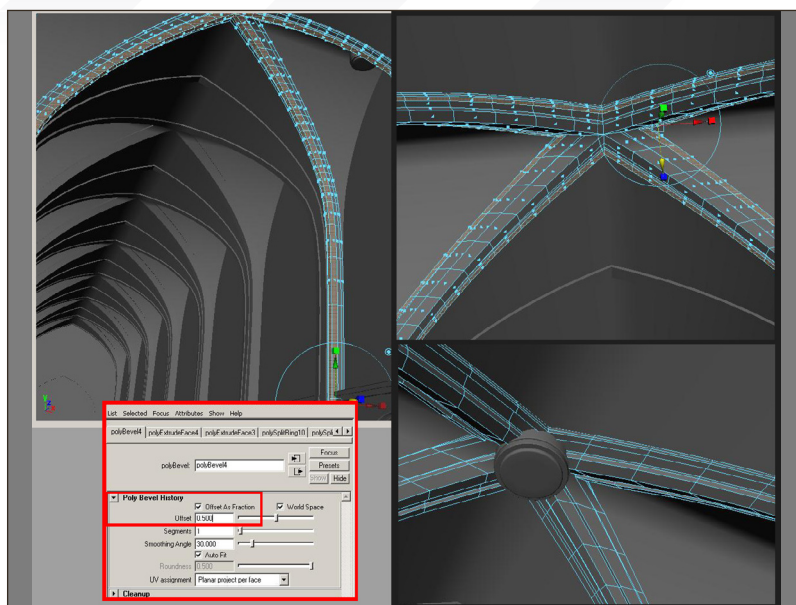 List Selected Focus Attributes Show Help
polyBevel4 polyExtrudeFace4 polyExtrudeFace3 polySplitRing10
polyBevel: polyBevel4
Focus
Presets
Show Hide
Poly Bevel History
Offset As Fraction World Space
Offset 0.500
Segments 1
Smoothing Angle 30.000
Auto Fit
Roundness 0.500
UV assignment Planar project per face
Cleanup